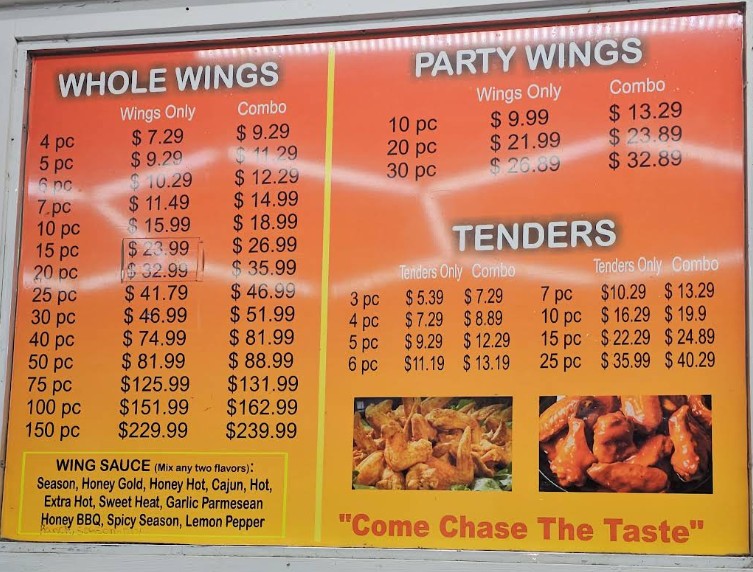 WHOLE WINGS
Wings Only Combo
4 pc $ 7.29 $ 9.29
5 pc $ 9.29 $ 11.29
6 pc $ 10.29 $ 12.29
7 pc $ 11.49 $ 14.99
10 pc $ 15.99 $ 18.99
15 pc $ 23.99 $ 26.99
20 pc $ 32.99 $ 35.99
25 pc $ 41.79 $ 46.99
30 pc $ 46.99 $ 51.99
40 pc $ 74.99 $ 81.99
50 pc $ 81.99 $ 88.99
75 pc $125.99 $131.99
100 pc $151.99 $162.99
150 pc $229.99 $239.99
WING SAUCE (Mix any two flavors):
Season, Honey Gold, Honey Hot, Cajun, Hot,
Extra Hot, Sweet Heat, Garlic Parmesean
Honey BBQ, Spicy Season, Lemon Pepper
PARTY WINGS
Wings Only Combo
10 pc $ 9.99 $ 13.29
20 pc $ 21.99 $ 23.89
30 pc $ 26.89 $ 32.89
TENDERS
Tenders Only Combo
3 pc $ 5.39 $ 7.29
4 pc $ 7.29 $ 8.89
5 pc $ 9.29 $ 12.29
6 pc $11.19 $ 13.19
Tenders Only Combo
7 pc $10.29 $ 13.29
10 pc $ 16.29 $ 19.9
15 pc $ 22.29 $ 24.89
25 pc $ 35.99 $ 40.29
"Come Chase The Taste"